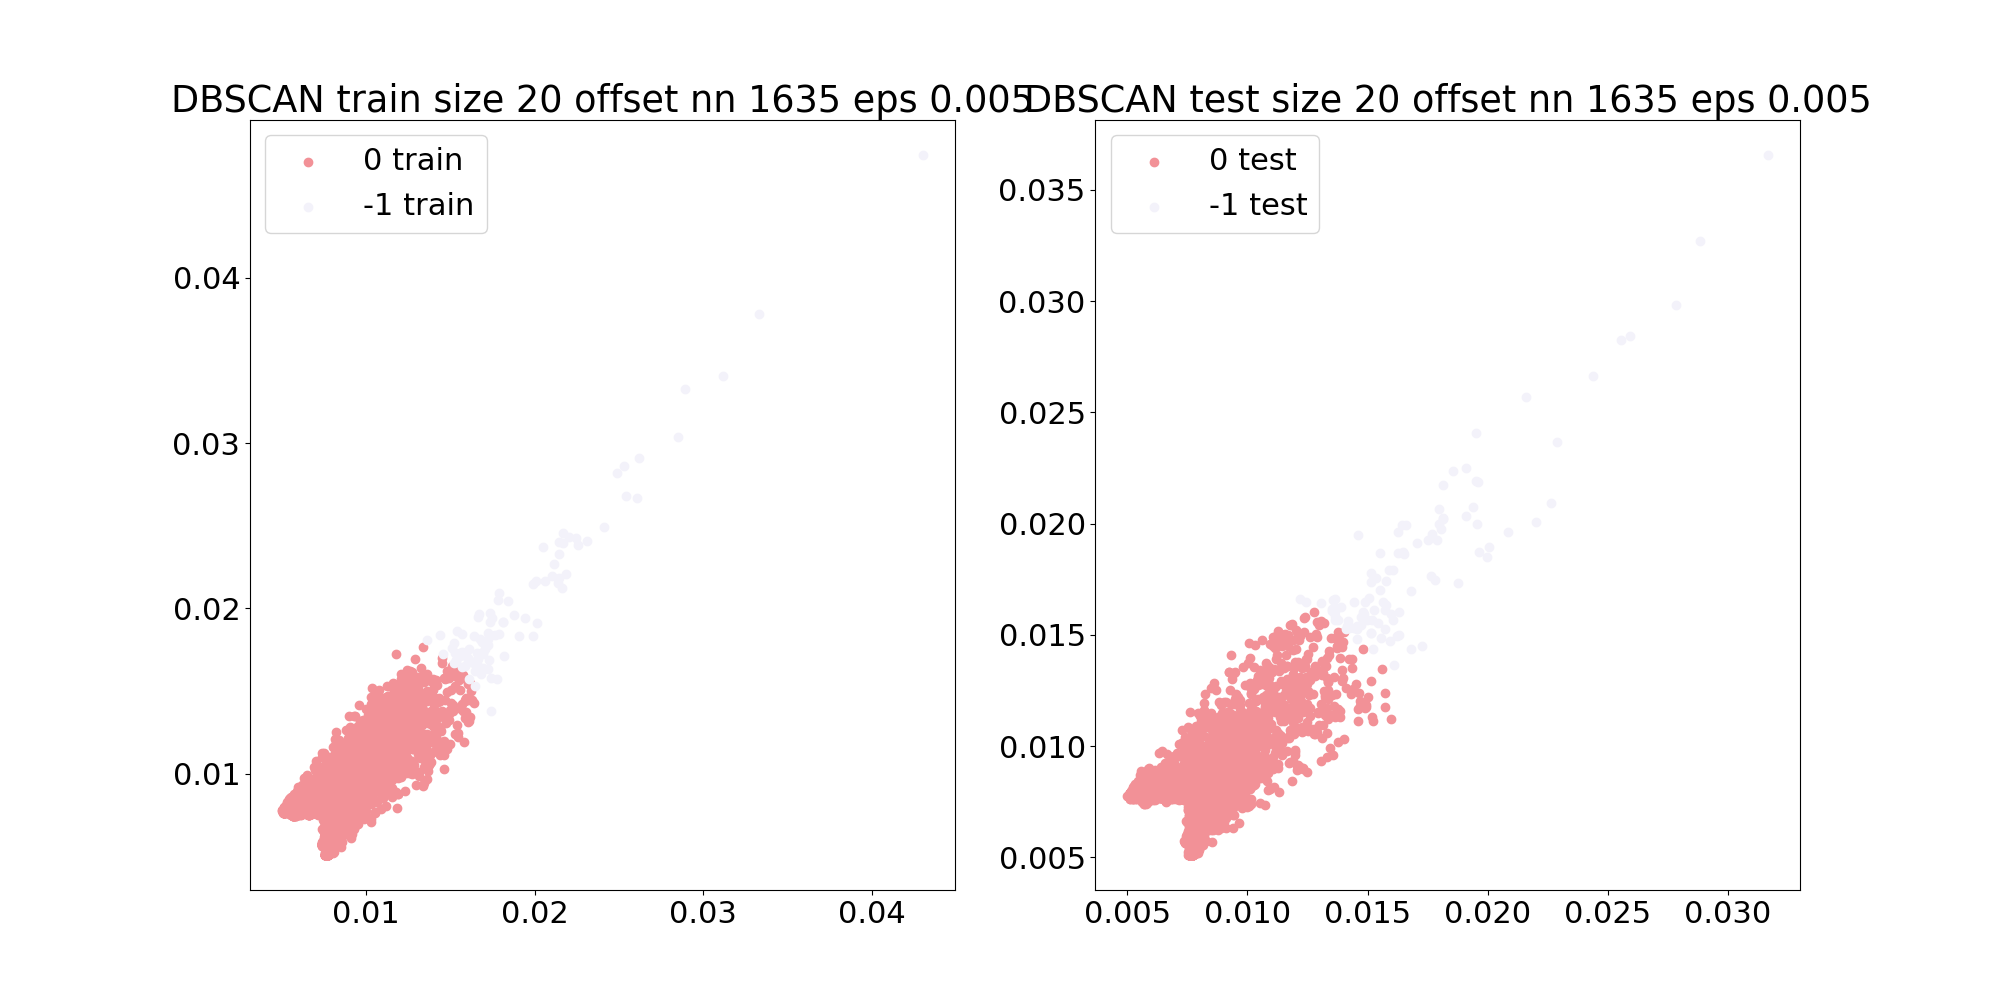 DBSCAN train size 20 offset nn 1635 eps 0.005
0 train
-1 train
0.04
0.03
0.02
0.01
0.01 0.02 0.03 0.04
DBSCAN test size 20 offset nn 1635 eps 0.005
0 test
-1 test
0.035
0.030
0.025
0.020
0.015
0.010
0.005
0.005 0.010 0.015 0.020 0.025 0.030